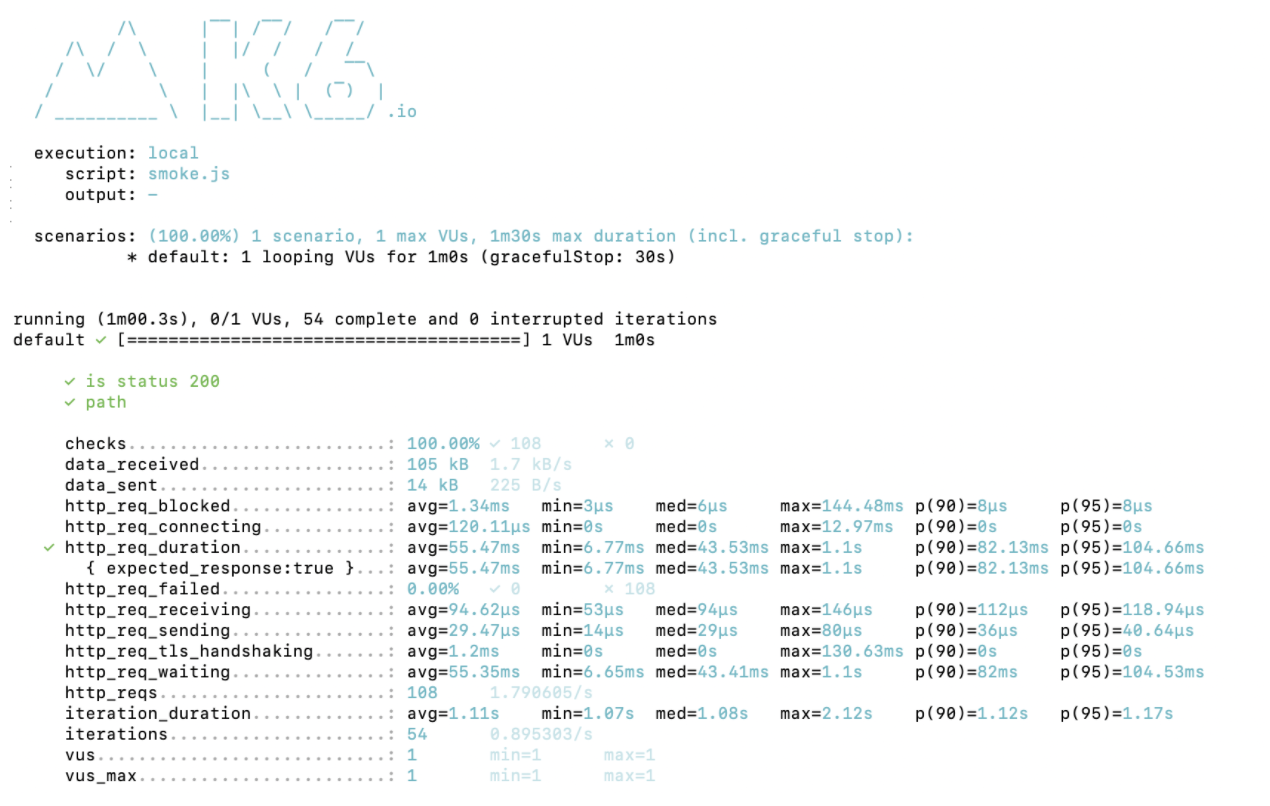 /\      |‾‾| /‾‾/   /‾‾/
     /\  /  \     |  |/  /   /  /
    /  \/    \    |     (   /   ‾‾\
   /          \   |  |\  \ |  (‾)  |
  / __________ \  |__| \__\ \_____/ .io
execution: local
script: smoke.js
output: –
scenarios: (100.00%) 1 scenario, 1 max VUs, 1m30s max duration (incl. graceful stop):
* default: 1 looping VUs for 1m0s (gracefulStop: 30s)
running (1m00.3s), 0/1 VUs, 54 complete and 0 interrupted iterations
default ✓ [======================================] 1 VUs  1m0s
✓ is status 200
✓ path
checks.........................: 100.00% ✓ 108      ✗ 0
data_received..................: 105 kB  1.7 kB/s
data_sent......................: 14 kB   225 B/s
http_req_blocked...............: avg=1.34ms   min=3µs    med=6µs     max=144.48ms p(90)=8µs     p(95)=8µs
http_req_connecting............: avg=120.11µs min=0s     med=0s      max=12.97ms  p(90)=0s      p(95)=0s
✓ http_req_duration..............: avg=55.47ms  min=6.77ms med=43.53ms max=1.1s     p(90)=82.13ms p(95)=104.66ms
{ expected_response:true }...: avg=55.47ms  min=6.77ms med=43.53ms max=1.1s     p(90)=82.13ms p(95)=104.66ms
http_req_failed................: 0.00%   ✓ 0        ✗ 108
http_req_receiving.............: avg=94.62µs  min=53µs   med=94µs    max=146µs    p(90)=112µs   p(95)=118.94µs
http_req_sending...............: avg=29.47µs  min=14µs   med=29µs    max=80µs     p(90)=36µs    p(95)=40.64µs
http_req_tls_handshaking.......: avg=1.2ms    min=0s     med=0s      max=130.63ms p(90)=0s      p(95)=0s
http_req_waiting...............: avg=55.35ms  min=6.65ms med=43.41ms max=1.1s     p(90)=82ms    p(95)=104.53ms
http_reqs......................: 108     1.790605/s
iteration_duration.............: avg=1.11s    min=1.07s  med=1.08s   max=2.12s    p(90)=1.12s   p(95)=1.17s
iterations.....................: 54      0.895303/s
vus............................: 1       min=1      max=1
vus_max........................: 1       min=1      max=1